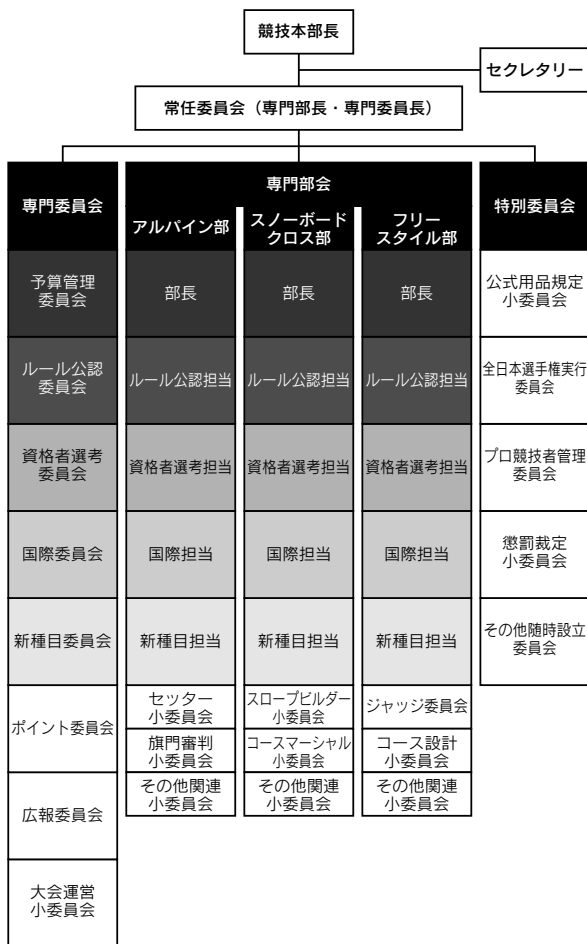 競技本部長
セクレタリー
常任委員会（専門部長・専門委員長）
専門委員会
予算管理
委員会
ルール公認
委員会
資格者選考
委員会
国際委員会
新種目委員会
ポイント委員会
広報委員会
大会運営
小委員会
専門部会
アルパイン部
部長
ルール公認担当
資格者選考担当
国際担当
新種目担当
セッター
小委員会
旗門審判
小委員会
その他関連
小委員会
スノーボード
クロス部
部長
ルール公認担当
資格者選考担当
国際担当
新種目担当
スロープビルダー
小委員会
コースマーシャル
小委員会
その他関連
小委員会
フリー
スタイル部
部長
ルール公認担当
資格者選考担当
国際担当
新種目担当
ジャッジ委員会
コース設計
小委員会
その他関連
小委員会
特別委員会
公式用品規定
小委員会
全日本選手権実行
委員会
プロ競技者管理
委員会
懲罰裁定
小委員会
その他随時設立
委員会